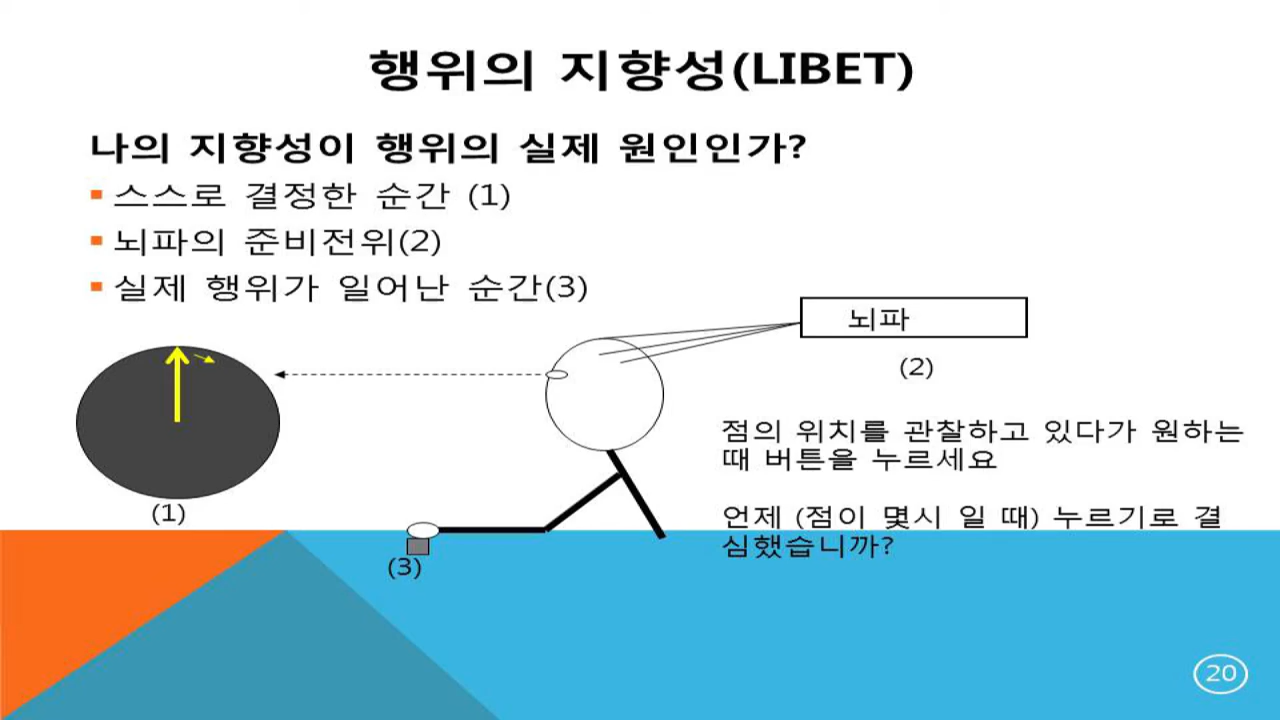 행위의 지향성(LIBET)
나의 지향성이 행위의 실제 원인인가?
스스로 결정한 순간 (1)
뇌파의 준비전위(2)
실제 행위가 일어난 순간(3)
뇌파
(2)
점의 위치를 관찰하고 있다가 원하는
때 버튼을 누르세요
(1)
언제 (점이 몇시 일 때) 누르기로 결
심했습니까?
(3)
20